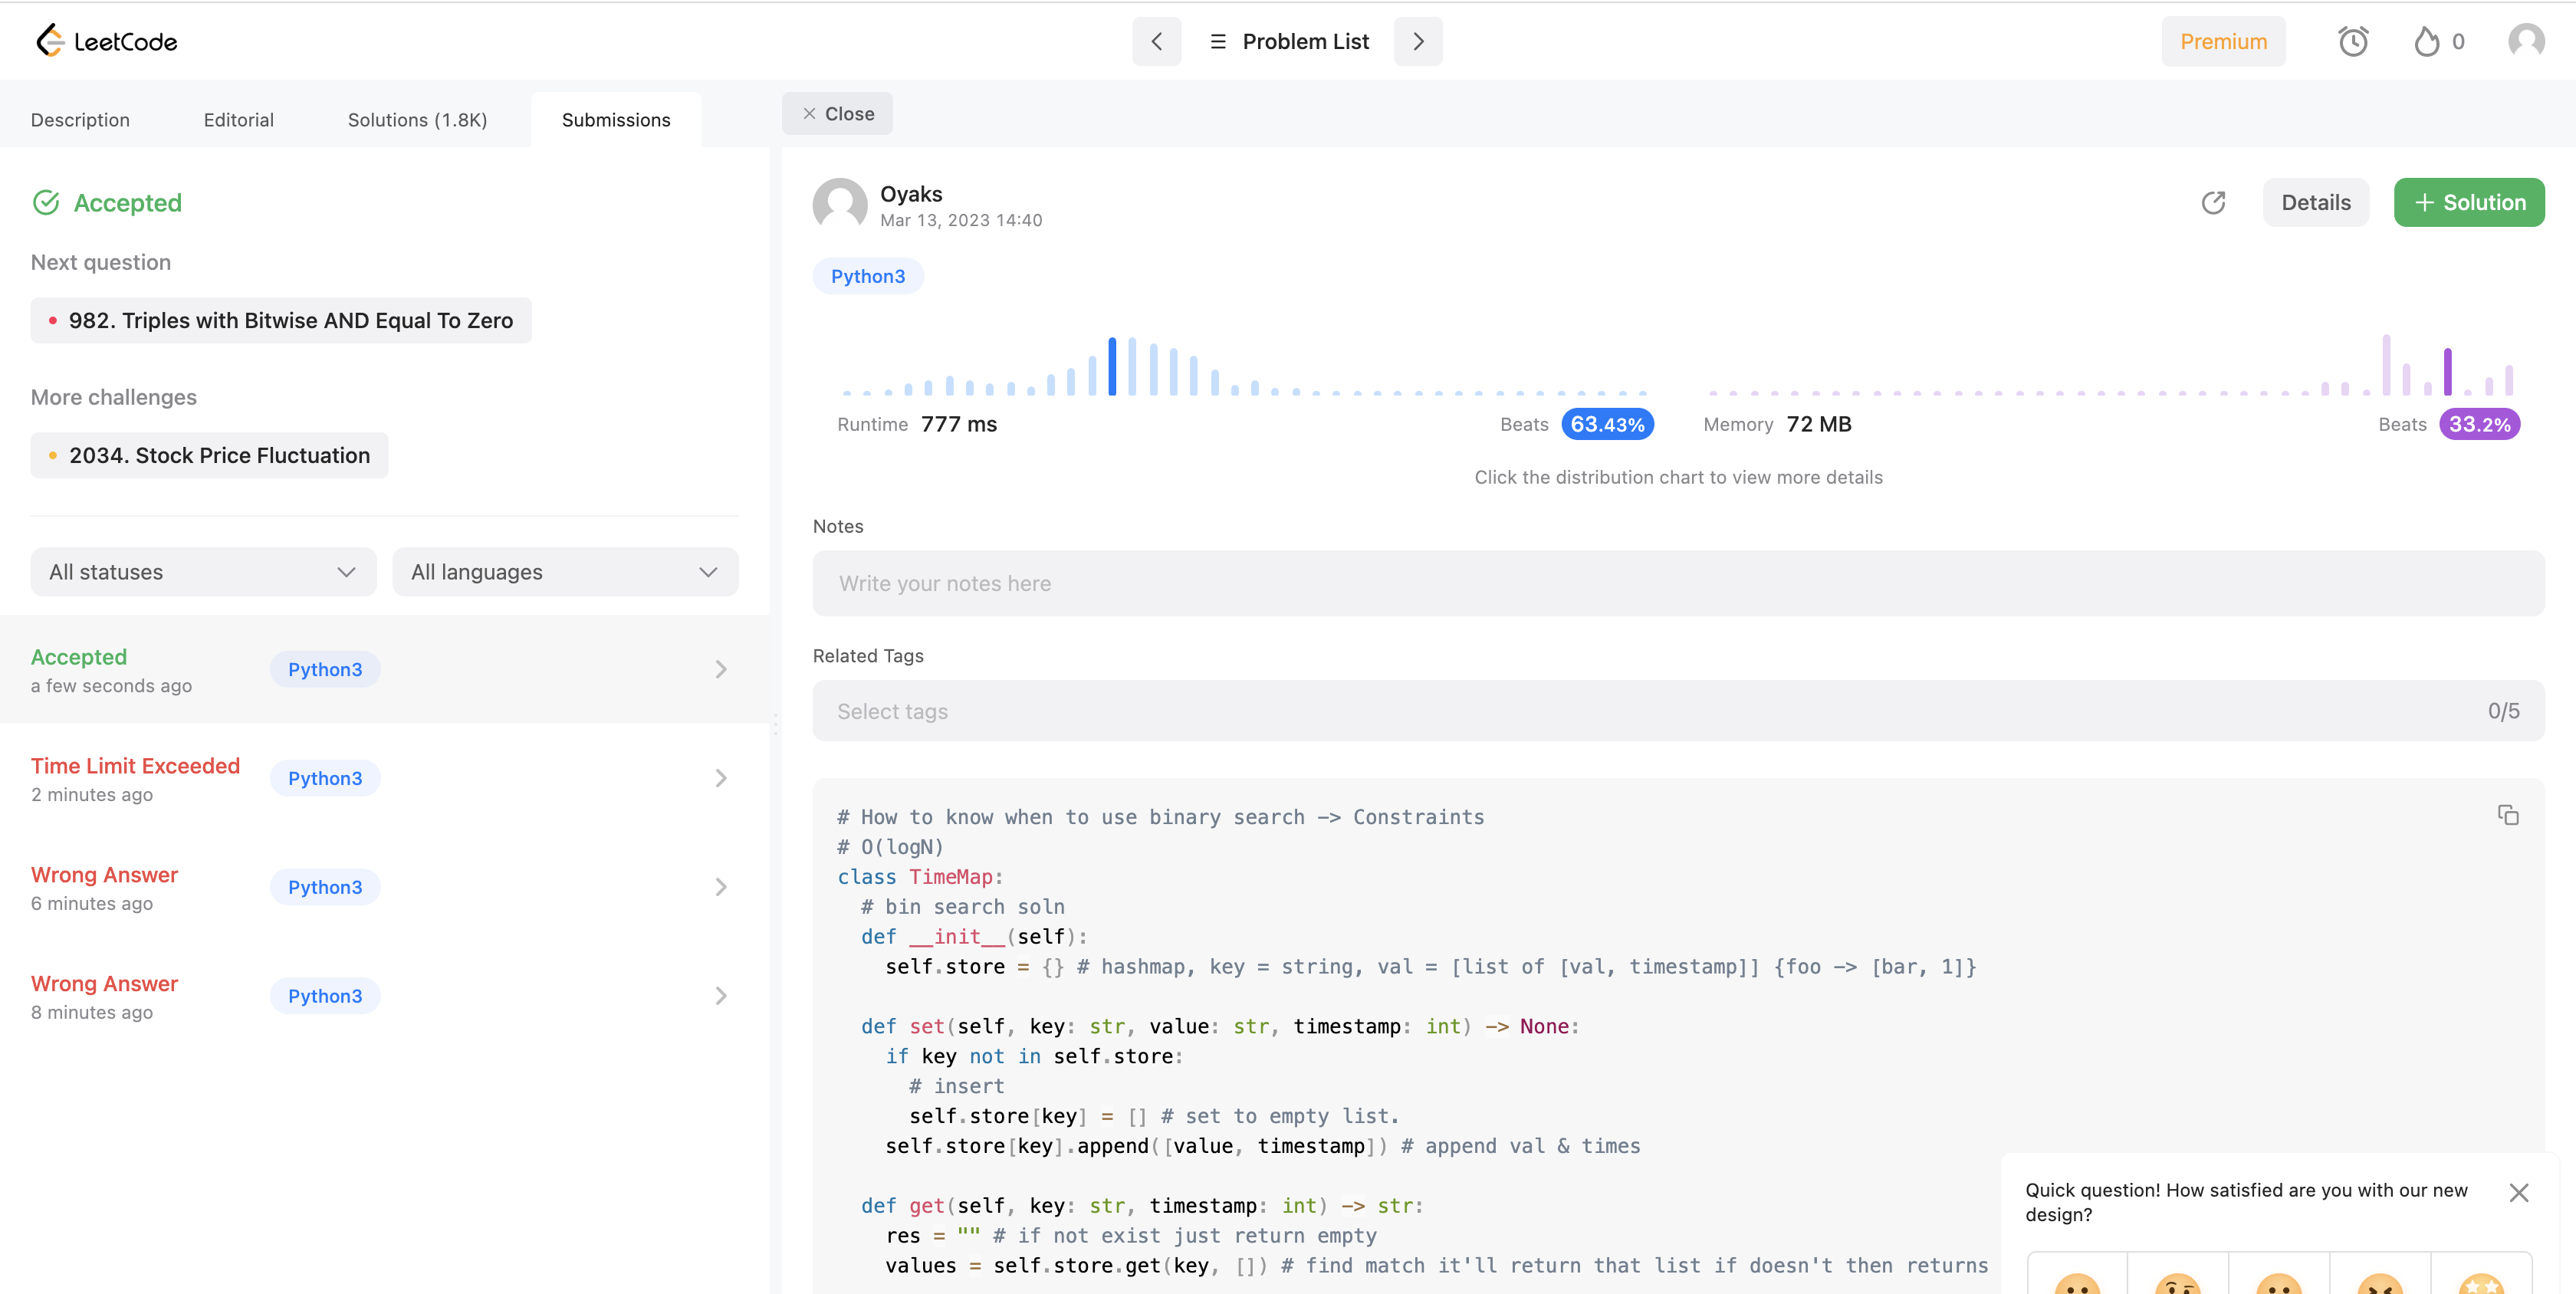 LeetCode
Problem List
Premium
0
Description
Editorial
Solutions (1.8K)
Submissions
Close
Accepted
Next question
982. Triples with Bitwise AND Equal To Zero
More challenges
2034. Stock Price Fluctuation
All statuses
All languages
Accepted
a few seconds ago
Python3
Time Limit Exceeded
2 minutes ago
Python3
Wrong Answer
6 minutes ago
Python3
Wrong Answer
8 minutes ago
Python3
Oyaks
Mar 13, 2023 14:40
Details
+ Solution
Python3
Runtime 777 ms
Beats 63.43%
Memory 72 MB
Beats 33.2%
Click the distribution chart to view more details
Notes
Write your notes here
Related Tags
Select tags
0/5
# How to know when to use binary search -> Constraints
# O(logN)
class TimeMap:
  # bin search soln
  def __init__(self):
    self.store = {} # hashmap, key = string, val = [list of [val, timestamp]] {foo -> [bar, 1]}
  def set(self, key: str, value: str, timestamp: int) -> None:
    if key not in self.store:
      # insert
      self.store[key] = [] # set to empty list.
    self.store[key].append([value, timestamp]) # append val & times
  def get(self, key: str, timestamp: int) -> str:
    res = "" # if not exist just return empty
    values = self.store.get(key, []) # find match it'll return that list if doesn't then returns
Quick question! How satisfied are you with our new
design?